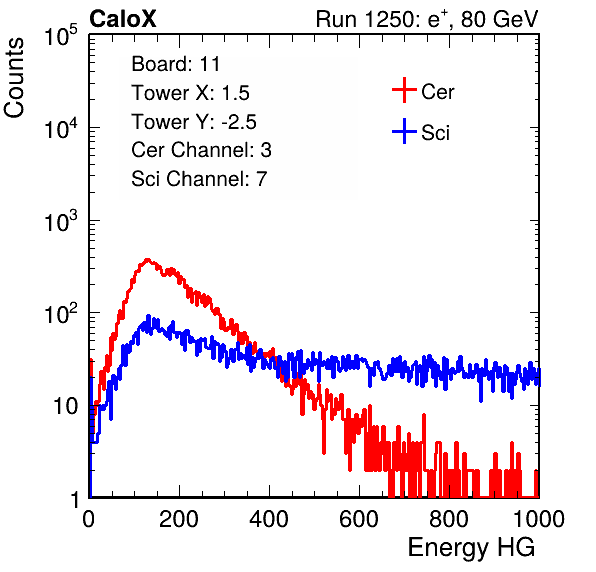 CaloX Run 1250: e⁺, 80 GeV
Counts
Board: 11
Tower X: 1.5
Tower Y: -2.5
Cer Channel: 3
Sci Channel: 7
Cer
Sci
10⁵
10⁴
10³
10²
10
1
0 200 400 600 800 1000
Energy HG